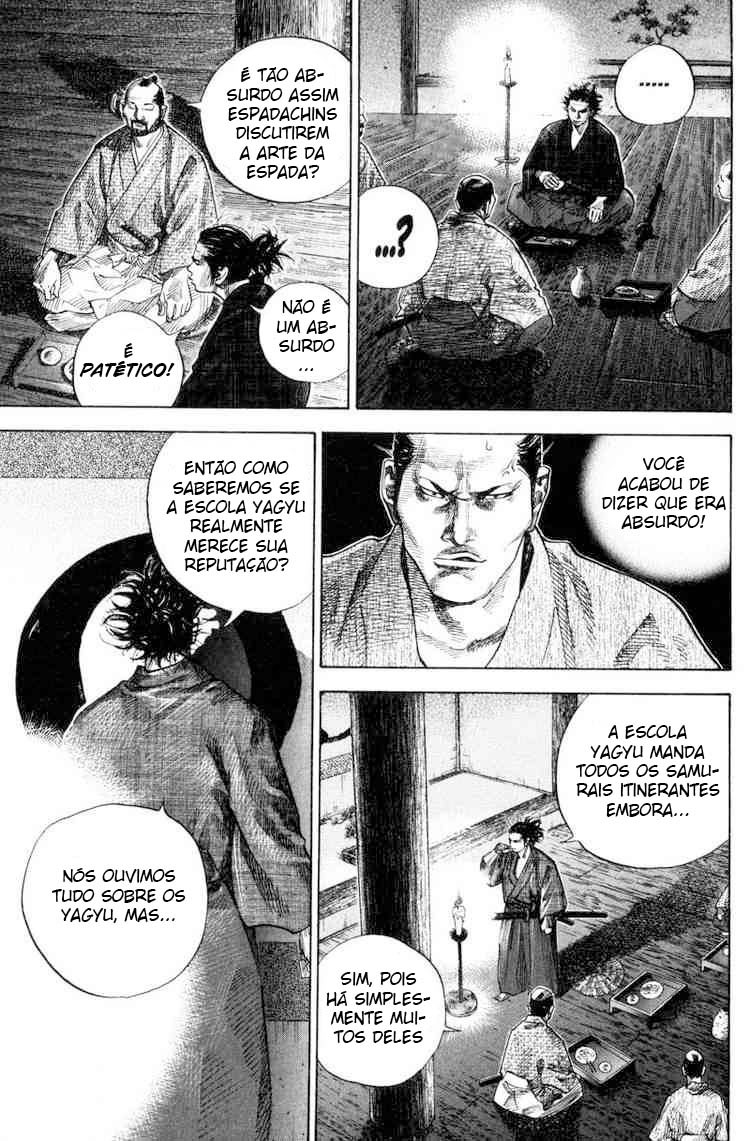 .....
...?
É TÃO AB-
SURDO ASSIM
ESPADACHINS
DISCUTIREM
A ARTE DA
ESPADA?
NÃO É
UM AB-
SURDO
...
É
PATÉTICO!
VOCÊ
ACABOU DE
DIZER QUE ERA
ABSURDO!
ENTÃO COMO
SABEREMOS SE
A ESCOLA YAGYU
REALMENTE
MERECE SUA
REPUTAÇÃO?
NÓS OUVIMOS
TUDO SOBRE OS
YAGYU, MAS...
A ESCOLA
YAGYU MANDA
TODOS OS SAMU-
RAIS ITINERANTES
EMBORA...
SIM, POIS
HÁ SIMPLES-
MENTE MUI-
TOS DELES